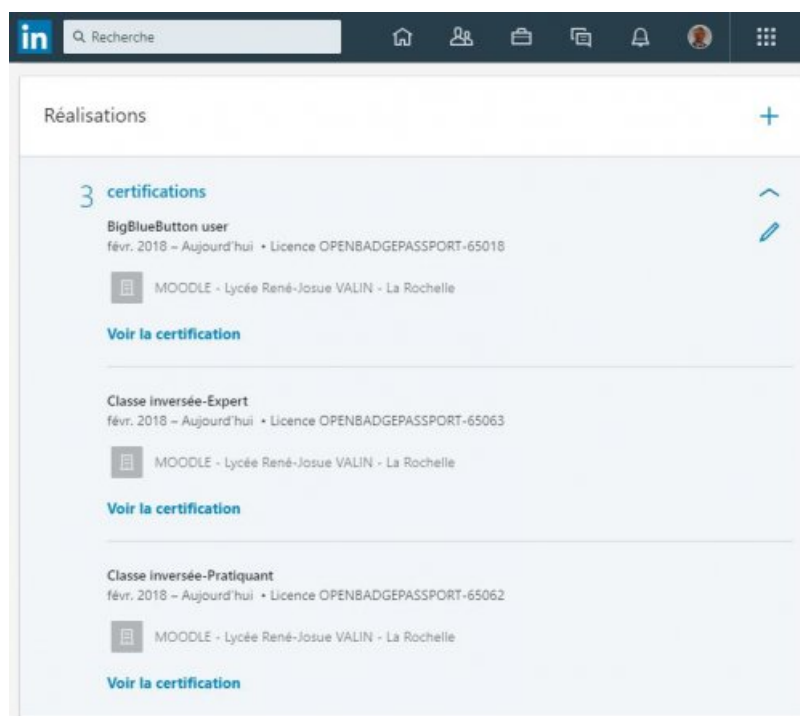 in
Recherche
Réalisations
3 certifications
BigBlueButton user
févr. 2018 – Aujourd'hui • Licence OPENBADGEPASSPORT-65018
MOODLE - Lycée René-Josue VALIN - La Rochelle
Voir la certification
Classe inversée-Expert
févr. 2018 – Aujourd'hui • Licence OPENBADGEPASSPORT-65063
MOODLE - Lycée René-Josue VALIN - La Rochelle
Voir la certification
Classe inversée-Pratiquant
févr. 2018 – Aujourd'hui • Licence OPENBADGEPASSPORT-65062
MOODLE - Lycée René-Josue VALIN - La Rochelle
Voir la certification